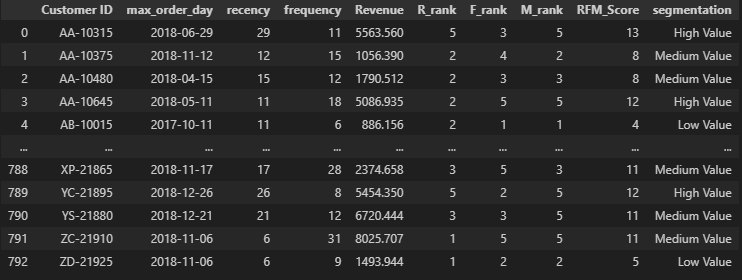 Customer ID max_order_day recency frequency Revenue R_rank F_rank M_rank RFM_Score segmentation
0 AA-10315 2018-06-29 29 11 5563.560 5 3 5 13 High Value
1 AA-10375 2018-11-12 12 15 1056.390 2 4 2 8 Medium Value
2 AA-10480 2018-04-15 15 12 1790.512 2 3 3 8 Medium Value
3 AA-10645 2018-05-11 11 18 5086.935 2 5 5 12 High Value
4 AB-10015 2017-10-11 11 6 886.156 2 1 1 4 Low Value
... ... ... ... ... ... ... ... ... ... ...
788 XP-21865 2018-11-17 17 28 2374.658 3 5 3 11 Medium Value
789 YC-21895 2018-12-26 26 8 5454.350 5 2 5 12 High Value
790 YS-21880 2018-12-21 21 12 6720.444 3 3 5 11 Medium Value
791 ZC-21910 2018-11-06 6 31 8025.707 1 5 5 11 Medium Value
792 ZD-21925 2018-11-06 6 9 1493.944 1 2 2 5 Low Value